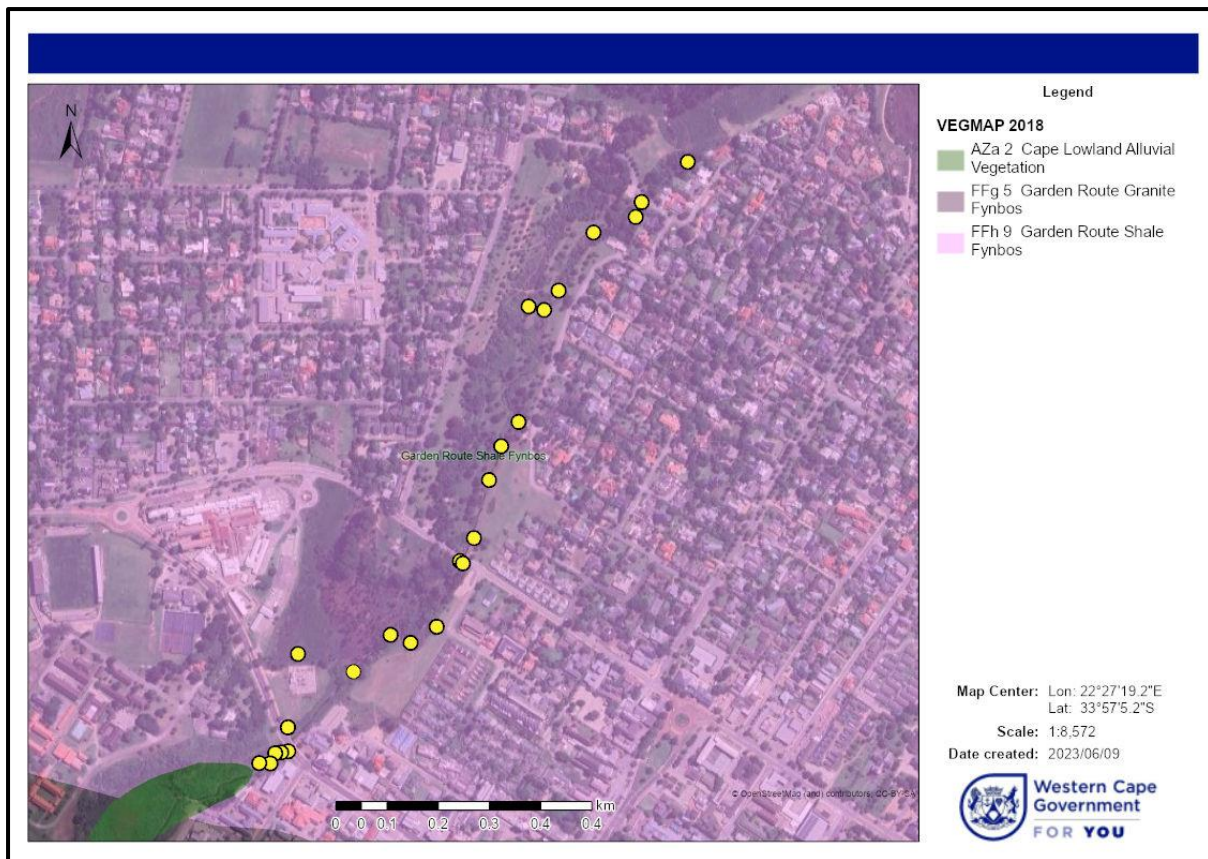 N
Garden Route Shale Fynbos
km
0 0.1 0.2 0.3 0.4
0
© OpenStreetMap (and) contributors, CC-BY-SA
Legend
VEGMAP 2018
AZa 2 Cape Lowland Alluvial
Vegetation
FFg 5 Garden Route Granite
Fynbos
FFh 9 Garden Route Shale
Fynbos
Map Center: Lon: 22°27'19.2"E
Lat: 33°57'5.2"S
Scale: 1:8,572
Date created: 2023/06/09
Western Cape
Government
FOR YOU